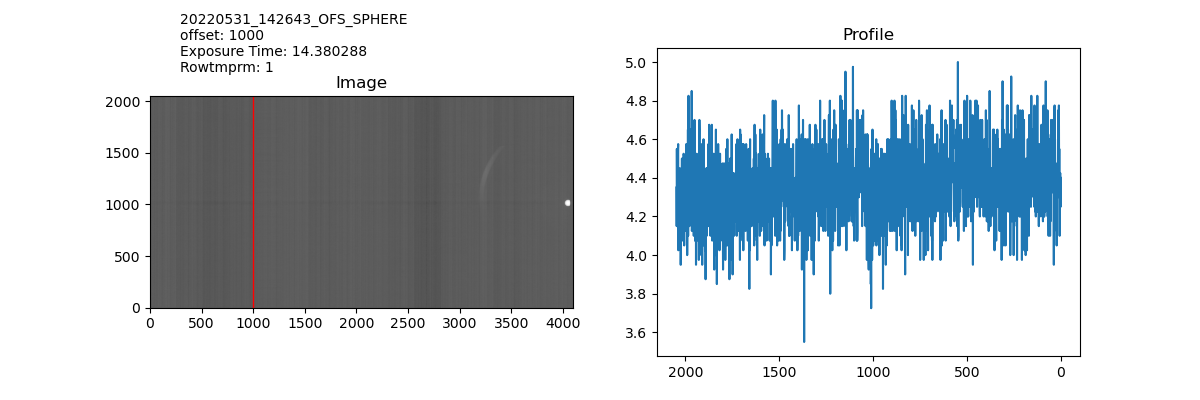 20220531_142643_OFS_SPHERE
offset: 1000
Exposure Time: 14.380288
Rowtmprm: 1
Image
2000
1500
1000
500
0
0 500 1000 1500 2000 2500 3000 3500 4000
Profile
5.0
4.8
4.6
4.4
4.2
4.0
3.8
3.6
2000 1500 1000 500 0